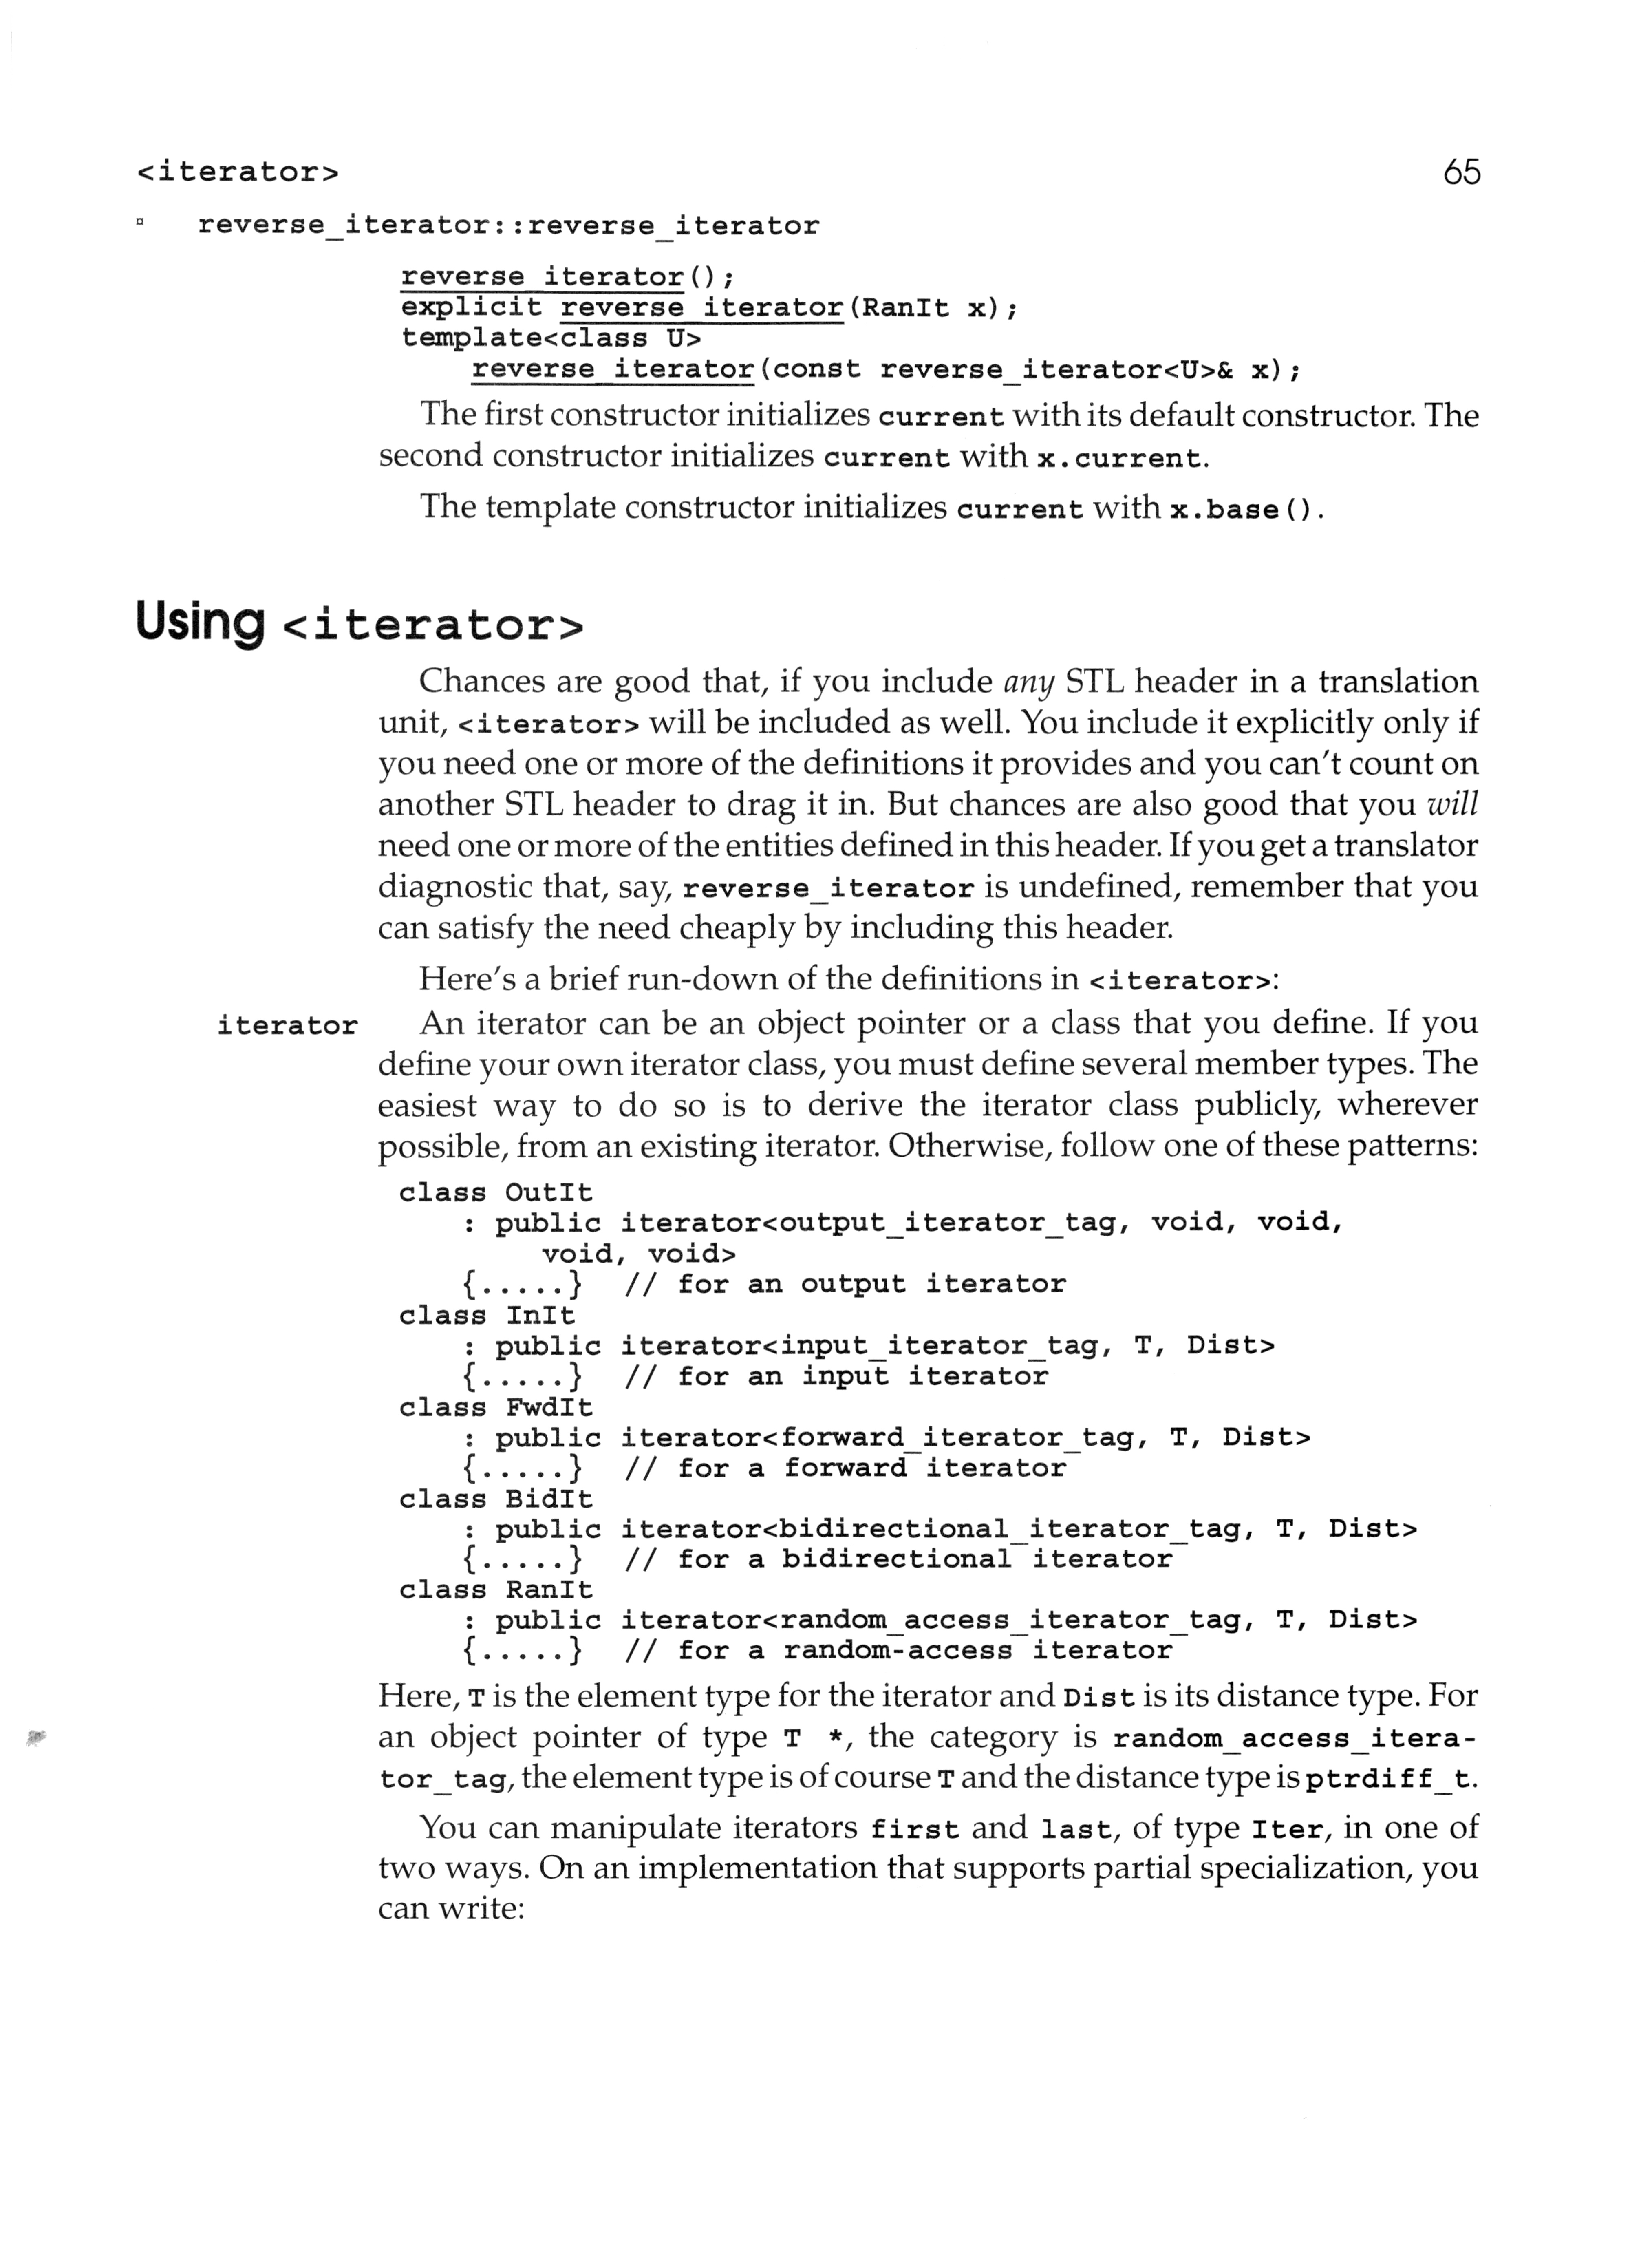 <iterator> 65
▫ reverse_iterator::reverse_iterator
reverse_iterator();
explicit reverse_iterator(RanIt x);
template<class U>
    reverse_iterator(const reverse_iterator<U>& x);
The first constructor initializes current with its default constructor. The
second constructor initializes current with x.current.
The template constructor initializes current with x.base().
Using <iterator>
Chances are good that, if you include any STL header in a translation
unit, <iterator> will be included as well. You include it explicitly only if
you need one or more of the definitions it provides and you can't count on
another STL header to drag it in. But chances are also good that you will
need one or more of the entities defined in this header. If you get a translator
diagnostic that, say, reverse_iterator is undefined, remember that you
can satisfy the need cheaply by including this header.
Here's a brief run-down of the definitions in <iterator>:
iterator An iterator can be an object pointer or a class that you define. If you
define your own iterator class, you must define several member types. The
easiest way to do so is to derive the iterator class publicly, wherever
possible, from an existing iterator. Otherwise, follow one of these patterns:
class OutIt
    : public iterator<output_iterator_tag, void, void,
        void, void>
    {.....}  // for an output iterator
class InIt
    : public iterator<input_iterator_tag, T, Dist>
    {.....}  // for an input iterator
class FwdIt
    : public iterator<forward_iterator_tag, T, Dist>
    {.....}  // for a forward iterator
class BidIt
    : public iterator<bidirectional_iterator_tag, T, Dist>
    {.....}  // for a bidirectional iterator
class RanIt
    : public iterator<random_access_iterator_tag, T, Dist>
    {.....}  // for a random-access iterator
Here, T is the element type for the iterator and Dist is its distance type. For
an object pointer of type T *, the category is random_access_itera-
tor_tag, the element type is of course T and the distance type is ptrdiff_t.
You can manipulate iterators first and last, of type Iter, in one of
two ways. On an implementation that supports partial specialization, you
can write: